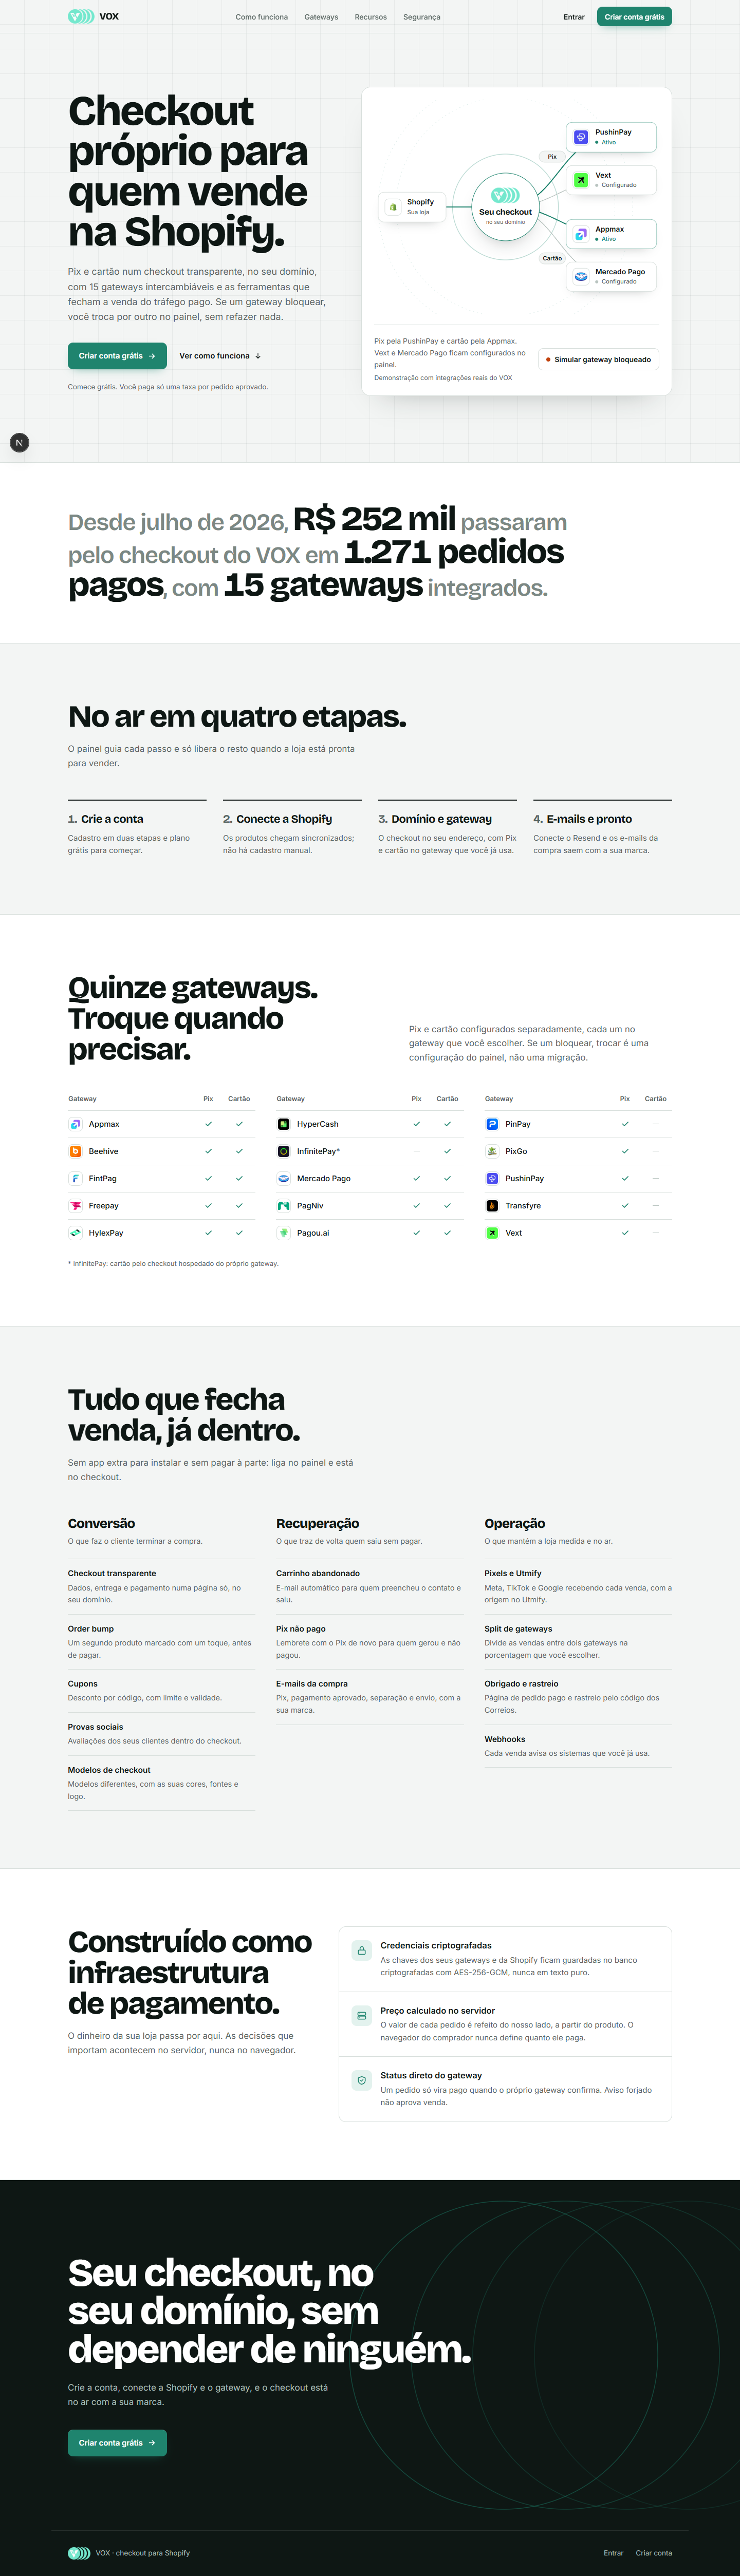 VOX
Como funciona
Gateways
Recursos
Segurança
Entrar
Criar conta grátis
Checkout
próprio para
quem vende
na Shopify.
Pix e cartão num checkout transparente, no seu domínio,
com 15 gateways intercambiáveis e as ferramentas que
fecham a venda do tráfego pago. Se um gateway bloquear,
você troca por outro no painel, sem refazer nada.
Criar conta grátis →
Ver como funciona ↓
Comece grátis. Você paga só uma taxa por pedido aprovado.
Shopify
Sua loja
Seu checkout
no seu domínio
Pix
Cartão
PushinPay
Ativo
Vext
Configurado
Appmax
Ativo
Mercado Pago
Configurado
Pix pela PushinPay e cartão pela Appmax.
Vext e Mercado Pago ficam configurados no
painel.
Demonstração com integrações reais do VOX
Simular gateway bloqueado
N
Desde julho de 2026, R$ 252 mil passaram
pelo checkout do VOX em 1.271 pedidos
pagos, com 15 gateways integrados.
No ar em quatro etapas.
O painel guia cada passo e só libera o resto quando a loja está pronta
para vender.
1. Crie a conta
Cadastro em duas etapas e plano
grátis para começar.
2. Conecte a Shopify
Os produtos chegam sincronizados;
não há cadastro manual.
3. Domínio e gateway
O checkout no seu endereço, com Pix
e cartão no gateway que você já usa.
4. E-mails e pronto
Conecte o Resend e os e-mails da
compra saem com a sua marca.
Quinze gateways.
Troque quando
precisar.
Pix e cartão configurados separadamente, cada um no
gateway que você escolher. Se um bloquear, trocar é uma
configuração do painel, não uma migração.
Gateway Pix Cartão
Appmax
Beehive
FintPag
Freepay
HylexPay
Gateway Pix Cartão
HyperCash
InfinitePay*
Mercado Pago
PagNiv
Pagou.ai
Gateway Pix Cartão
PinPay
PixGo
PushinPay
Transfyre
Vext
* InfinitePay: cartão pelo checkout hospedado do próprio gateway.
Tudo que fecha
venda, já dentro.
Sem app extra para instalar e sem pagar à parte: liga no painel e está
no checkout.
Conversão
O que faz o cliente terminar a compra.
Checkout transparente
Dados, entrega e pagamento numa página só, no
seu domínio.
Order bump
Um segundo produto marcado com um toque, antes
de pagar.
Cupons
Desconto por código, com limite e validade.
Provas sociais
Avaliações dos seus clientes dentro do checkout.
Modelos de checkout
Modelos diferentes, com as suas cores, fontes e
logo.
Recuperação
O que traz de volta quem saiu sem pagar.
Carrinho abandonado
E-mail automático para quem preencheu o contato e
saiu.
Pix não pago
Lembrete com o Pix de novo para quem gerou e não
pagou.
E-mails da compra
Pix, pagamento aprovado, separação e envio, com a
sua marca.
Operação
O que mantém a loja medida e no ar.
Pixels e Utmify
Meta, TikTok e Google recebendo cada venda, com a
origem no Utmify.
Split de gateways
Divide as vendas entre dois gateways na
porcentagem que você escolher.
Obrigado e rastreio
Página de pedido pago e rastreio pelo código dos
Correios.
Webhooks
Cada venda avisa os sistemas que você já usa.
Construído como
infraestrutura
de pagamento.
O dinheiro da sua loja passa por aqui. As decisões que
importam acontecem no servidor, nunca no navegador.
Credenciais criptografadas
As chaves dos seus gateways e da Shopify ficam guardadas no banco
criptografadas com AES-256-GCM, nunca em texto puro.
Preço calculado no servidor
O valor de cada pedido é refeito do nosso lado, a partir do produto. O
navegador do comprador nunca define quanto ele paga.
Status direto do gateway
Um pedido só vira pago quando o próprio gateway confirma. Aviso forjado
não aprova venda.
Seu checkout, no
seu domínio, sem
depender de ninguém.
Crie a conta, conecte a Shopify e o gateway, e o checkout está
no ar com a sua marca.
Criar conta grátis →
VOX · checkout para Shopify
Entrar
Criar conta